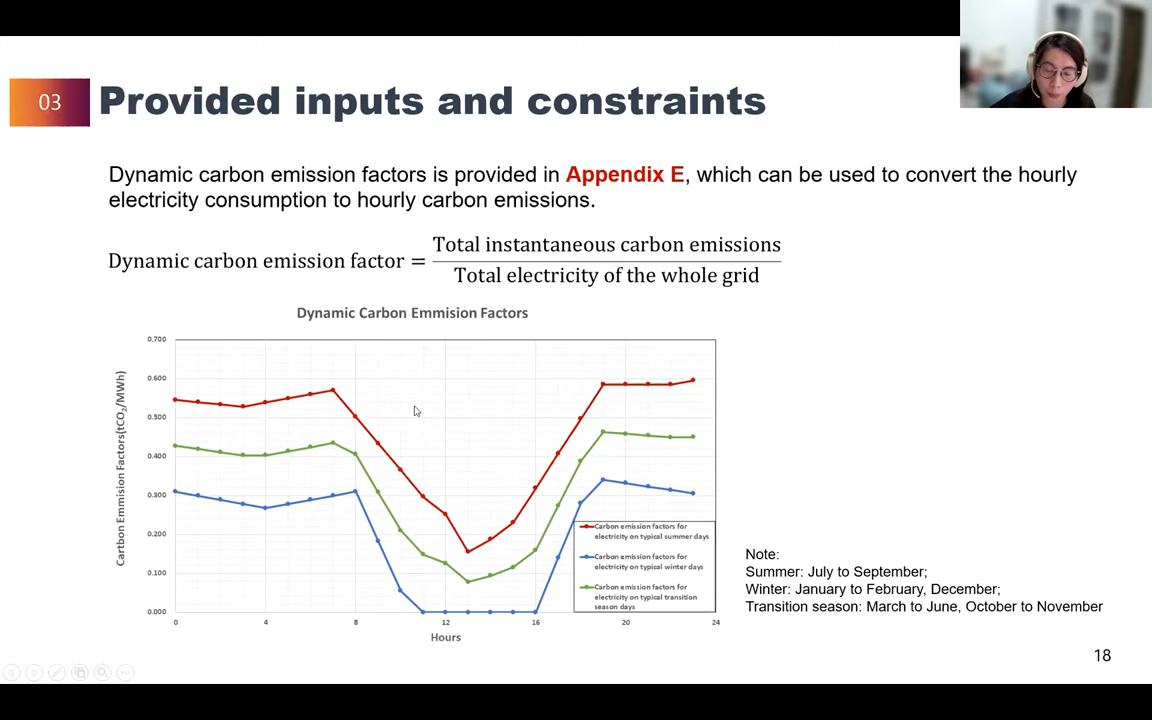 03
Provided inputs and constraints
Dynamic carbon emission factors is provided in Appendix E, which can be used to convert the hourly
electricity consumption to hourly carbon emissions.
Dynamic carbon emission factor = Total instantaneous carbon emissions
Total electricity of the whole grid
Dynamic Carbon Emmision Factors
Cartbon Emmision Factors(tCO₂/MWh)
0.700
0.600
0.500
0.400
0.300
0.200
0.100
0.000
0 4 8 12 16 20 24
Hours
Carbon emission factors for
electricity on typical summer days
Carbon emission factors for
electricity on typical winter days
Carbon emission factors for
electricity on typical transition
season days
Note:
Summer: July to September;
Winter: January to February, December;
Transition season: March to June, October to November
18